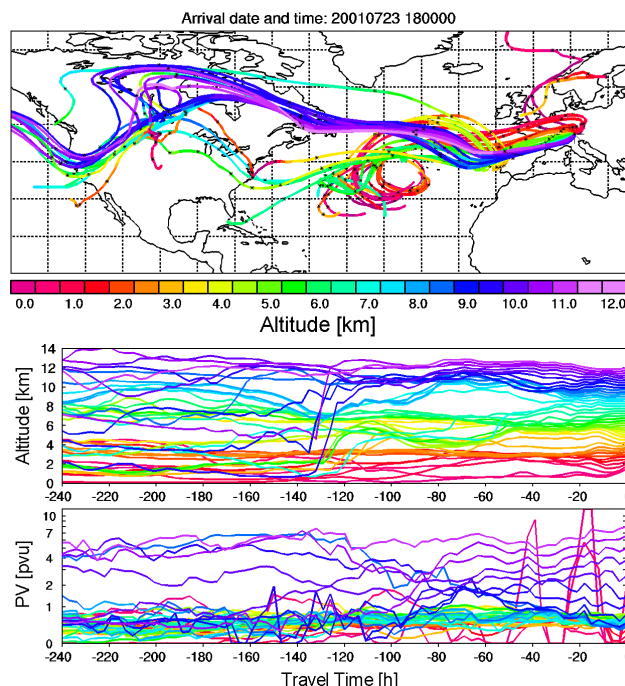 Arrival date and time: 20010723 180000
0.0 1.0 2.0 3.0 4.0 5.0 6.0 7.0 8.0 9.0 10.0 11.0 12.0
Altitude [km]
14
12
10
8
6
4
2
0
Altitude [km]
-240 -220 -200 -180 -160 -140 -120 -100 -80 -60 -40 -20
10
7
4
2
1
0
PV [pvu]
-240 -220 -200 -180 -160 -140 -120 -100 -80 -60 -40 -20
Travel Time [h]